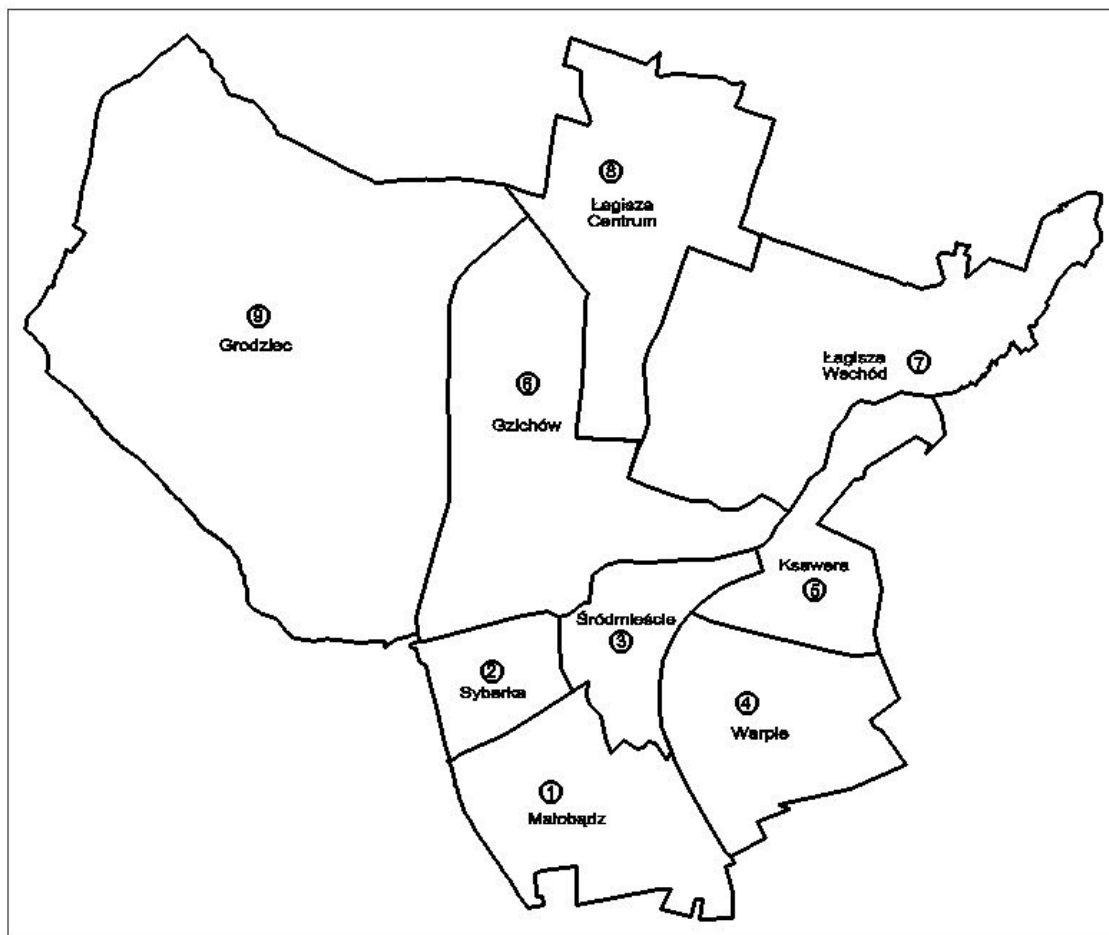 8
Łagisza
Centrum
9
Grodziec
7
Łagisza
Wschód
6
Gzichów
Ksawera
5
Śródmieście
3
2
Syberka
4
Warpie
1
Małobądz